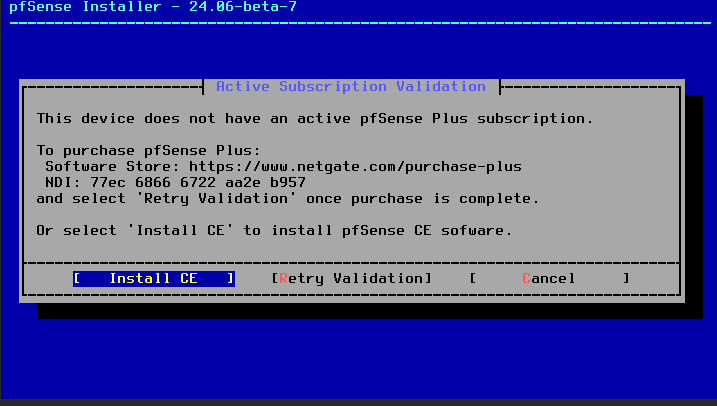 pfSense Installer - 24.06-beta-7
Active Subscription Validation
This device does not have an active pfSense Plus subscription.
To purchase pfSense Plus:
Software Store: https://www.netgate.com/purchase-plus
NDI: 77ec 6866 6722 aa2e b957
and select 'Retry Validation' once purchase is complete.
Or select 'Install CE' to install pfSense CE sofware.
[ Install CE ] [Retry Validation] [ Cancel ]